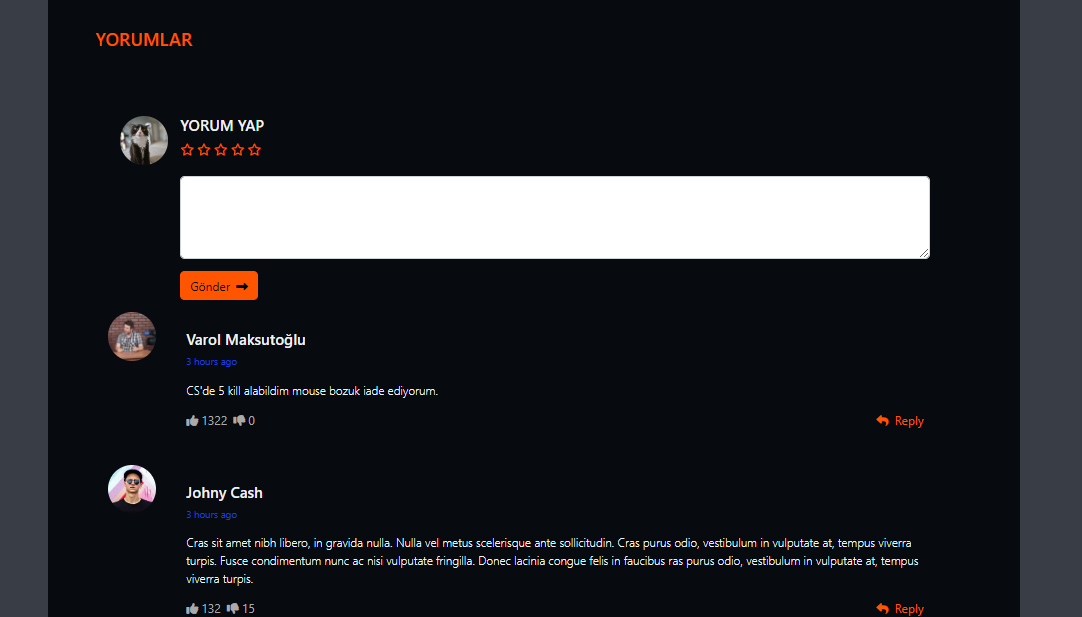 YORUMLAR
YORUM YAP
Gönder
Varol Maksutoğlu
3 hours ago
CS'de 5 kill alabildim mouse bozuk iade ediyorum.
1322 0 Reply
Johny Cash
3 hours ago
Cras sit amet nibh libero, in gravida nulla. Nulla vel metus scelerisque ante sollicitudin. Cras purus odio, vestibulum in vulputate at, tempus viverra
turpis. Fusce condimentum nunc ac nisi vulputate fringilla. Donec lacinia congue felis in faucibus ras purus odio, vestibulum in vulputate at, tempus
viverra turpis.
132 15 Reply